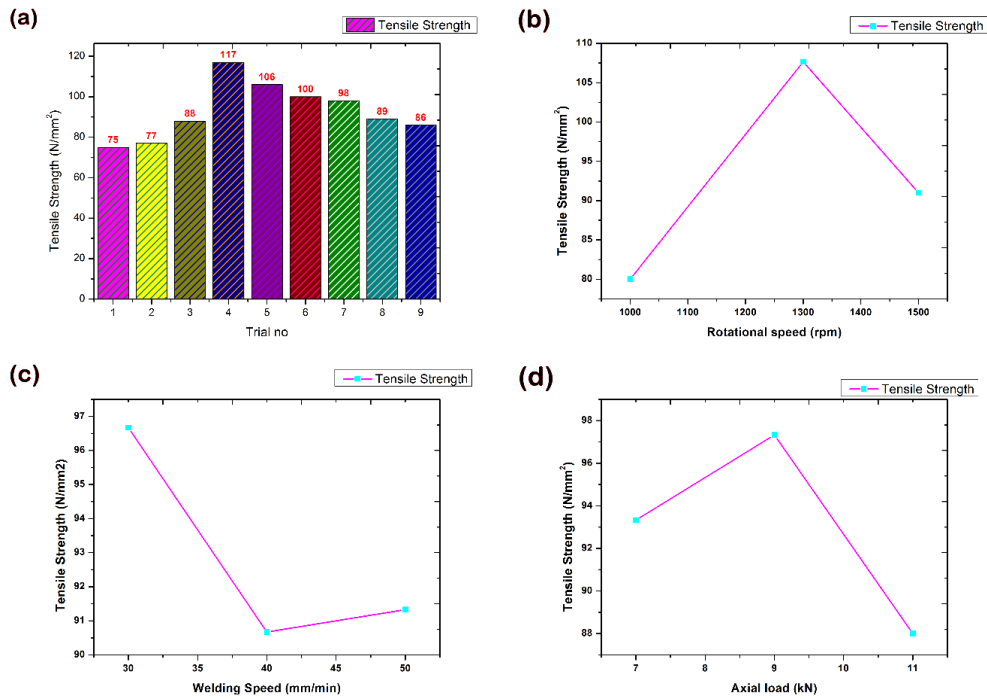 (a)
Tensile Strength
120
100
80
60
40
20
0
Tensile Strength (N/mm²)
75
77
88
117
106
100
98
89
86
1 2 3 4 5 6 7 8 9
Trial no
(b)
Tensile Strength
110
107.5
105
100
95
90
85
80
Tensile Strength (N/mm²)
1000 1100 1200 1300 1400 1500
Rotational speed (rpm)
(c)
Tensile Strength
97
96
95
94
93
92
91
90
Tensile Strength (N/mm2)
30 35 40 45 50
Welding Speed (mm/min)
(d)
Tensile Strength
98
96
94
92
90
88
Tensile Strength (N/mm²)
7 8 9 10 11
Axial load (kN)